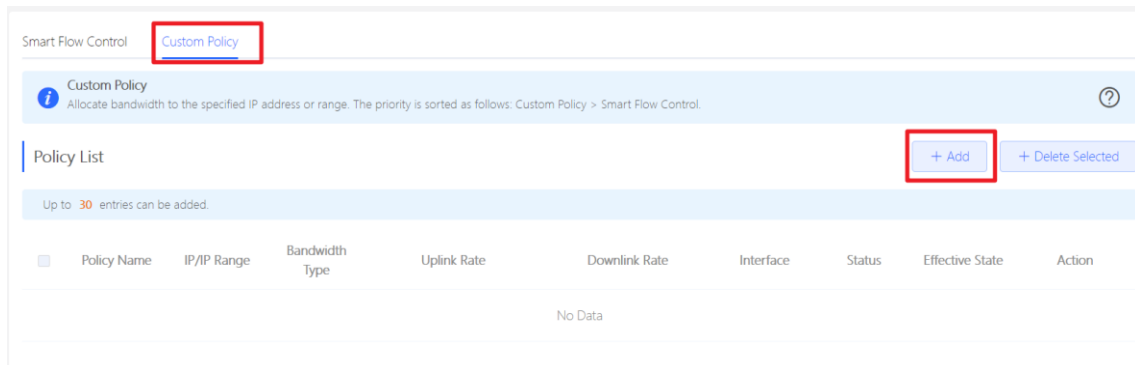 Smart Flow Control Custom Policy
Custom Policy
Allocate bandwidth to the specified IP address or range. The priority is sorted as follows: Custom Policy > Smart Flow Control.
Policy List + Add + Delete Selected
Up to 30 entries can be added.
Policy Name IP/IP Range Bandwidth Type Uplink Rate Downlink Rate Interface Status Effective State Action
No Data